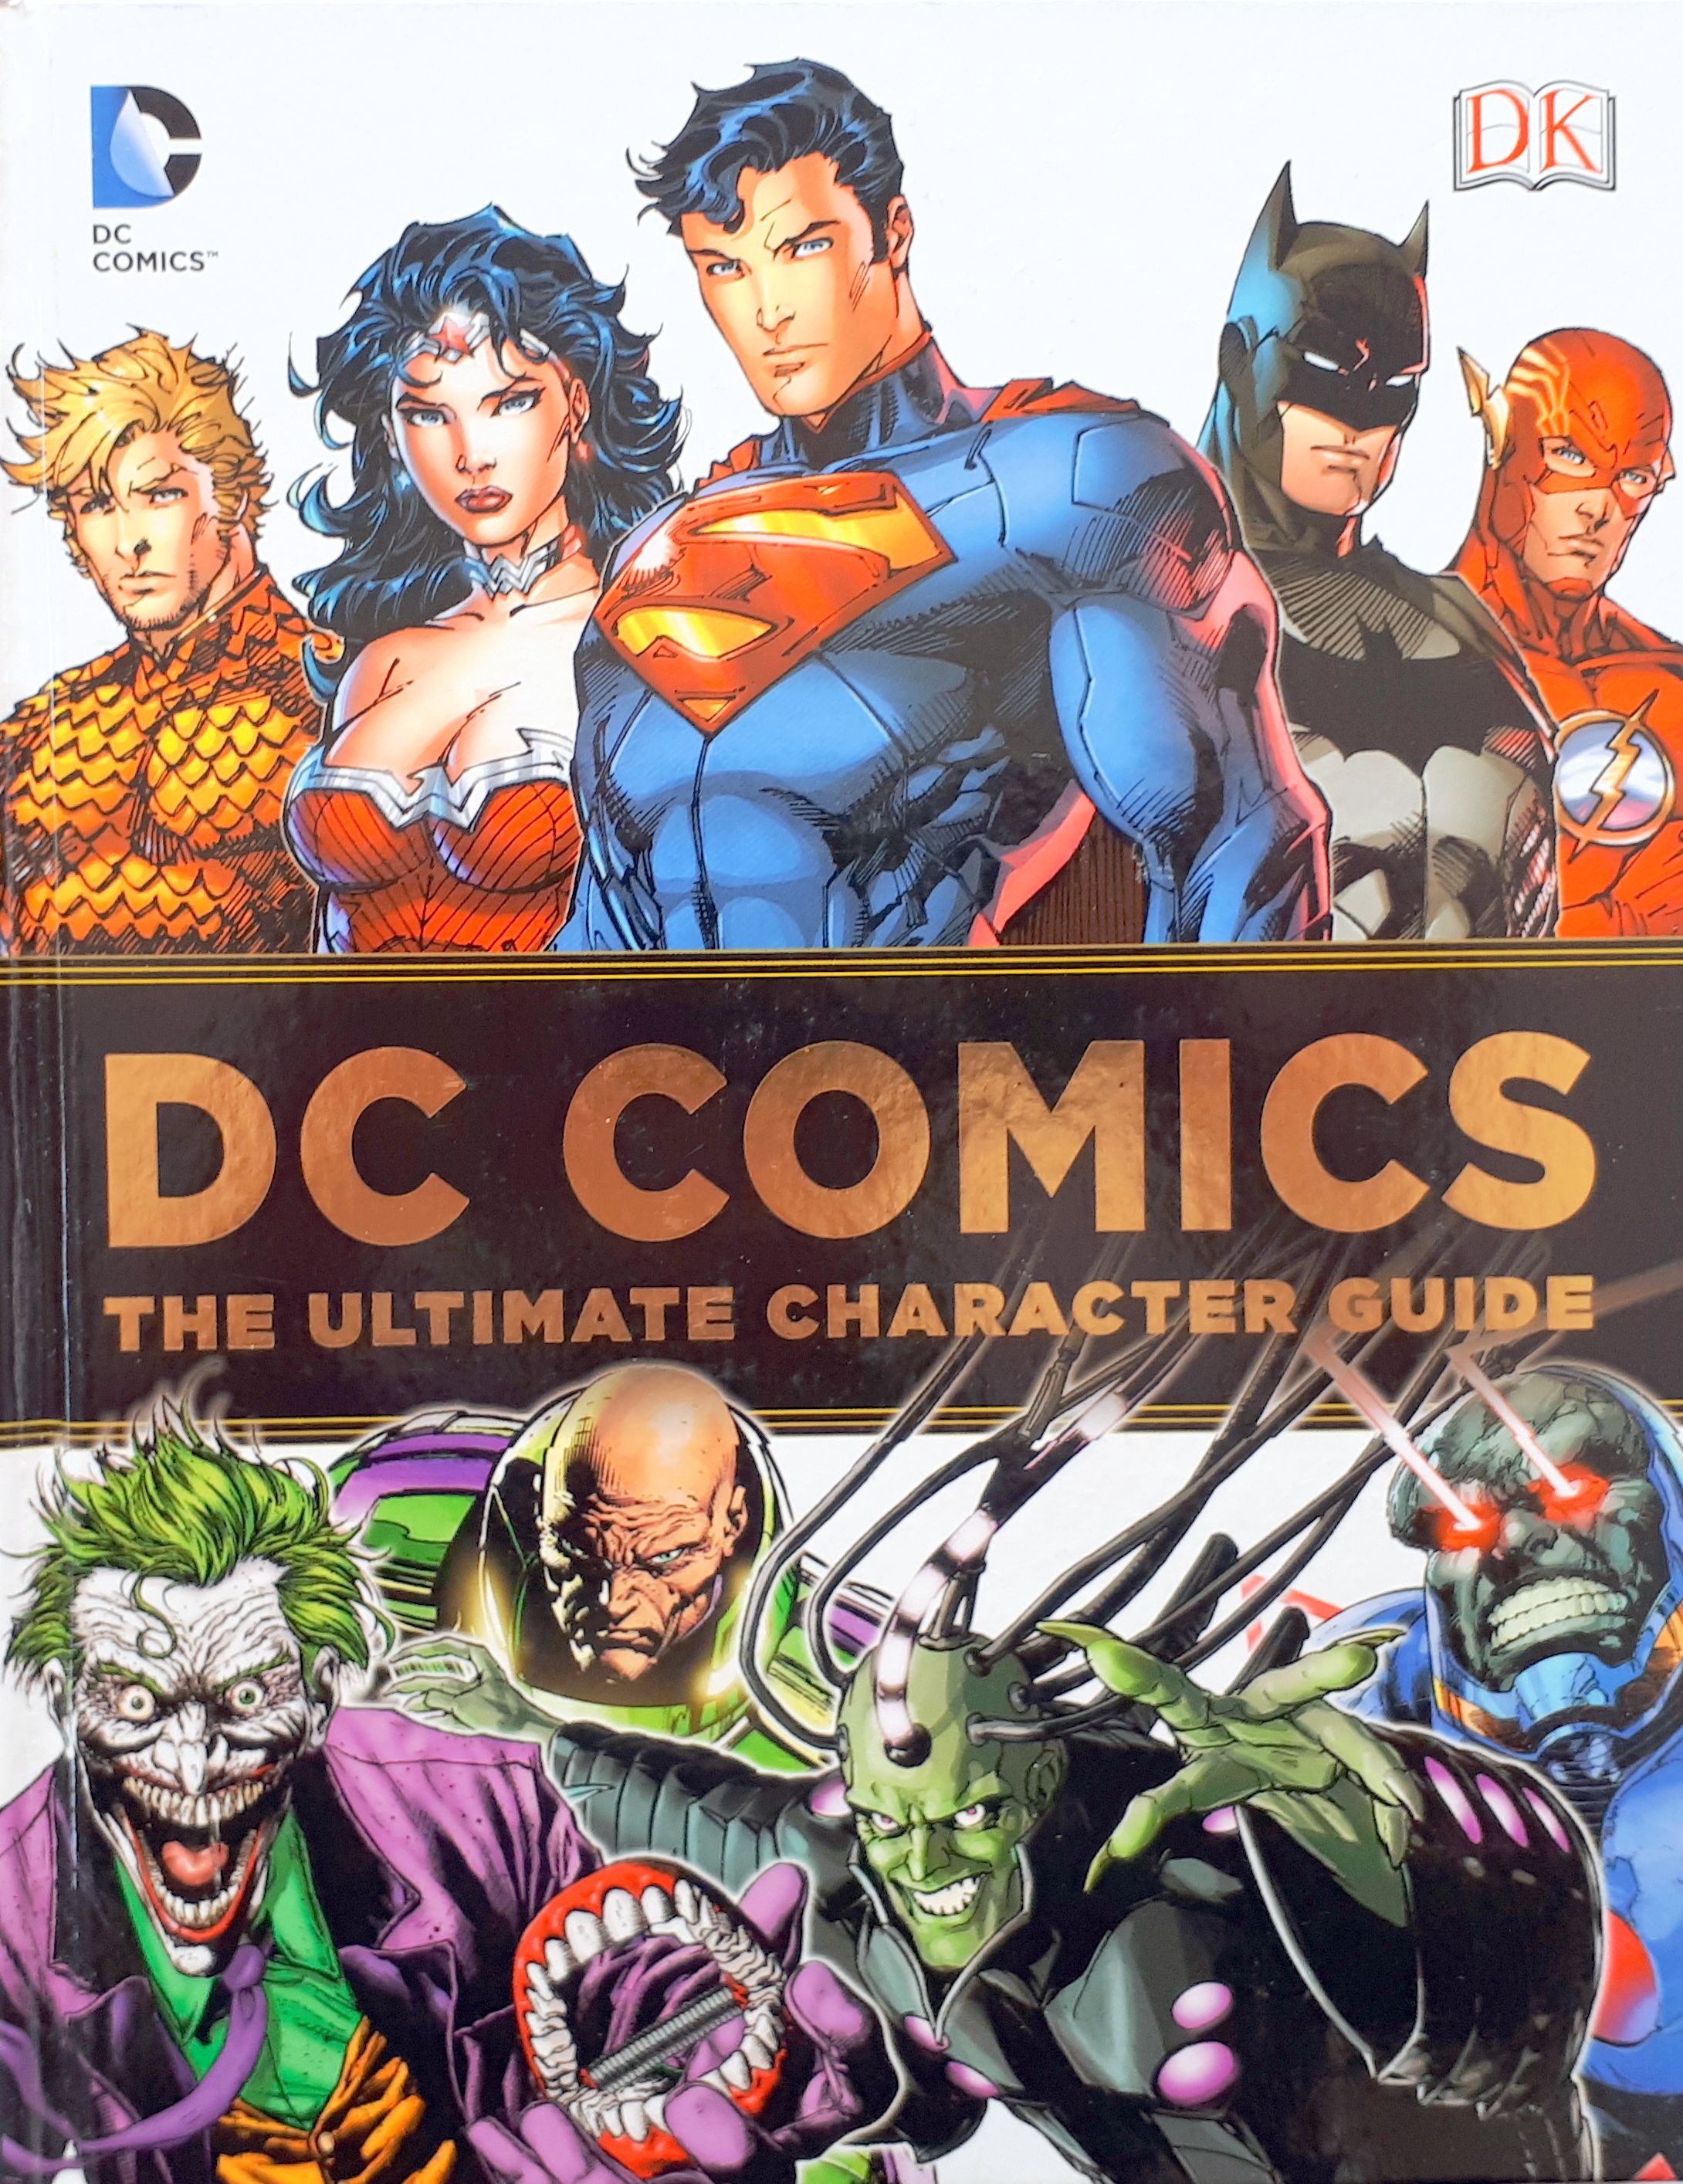 DC
COMICS™
DK
DC COMICS
THE ULTIMATE CHARACTER GUIDE